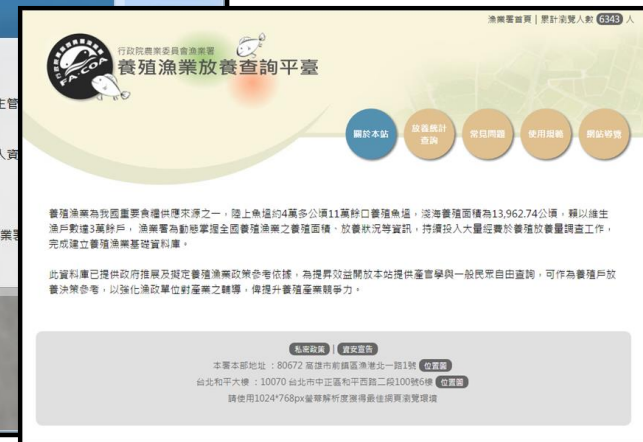 漁業署首頁 | 累計瀏覽人數 6343 人
行政院農業委員會漁業署
養殖漁業放養查詢平臺
FA·COA
關於本站
放養統計查詢
常見問題
使用規範
網站導覽
養殖漁業為我國重要食糧供應來源之一，陸上魚塭約4萬多公頃11萬餘口養殖魚塭，淺海養殖面積為13,962.74公頃，賴以維生
漁戶數達3萬餘戶， 漁業署為動態掌握全國養殖漁業之養殖面積、放養狀況等資訊，持續投入大量經費於養殖放養量調查工作，
完成建立養殖漁業基礎資料庫。
此資料庫已提供政府推展及擬定養殖漁業政策參考依據，為提昇效益開放本站提供產官學與一般民眾自由查詢，可作為養殖戶放
養決策參考，以強化漁政單位對產業之輔導，俾提升養殖產業競爭力。
私密政策 | 資安宣告
本署本部地址 : 80672 高雄市前鎮區漁港北一路1號 位置圖
台北和平大樓 : 10070 台北市中正區和平西路二段100號6樓 位置圖
請使用1024*768px螢幕解析度獲得最佳網頁瀏覽環境
主管
人資
業署